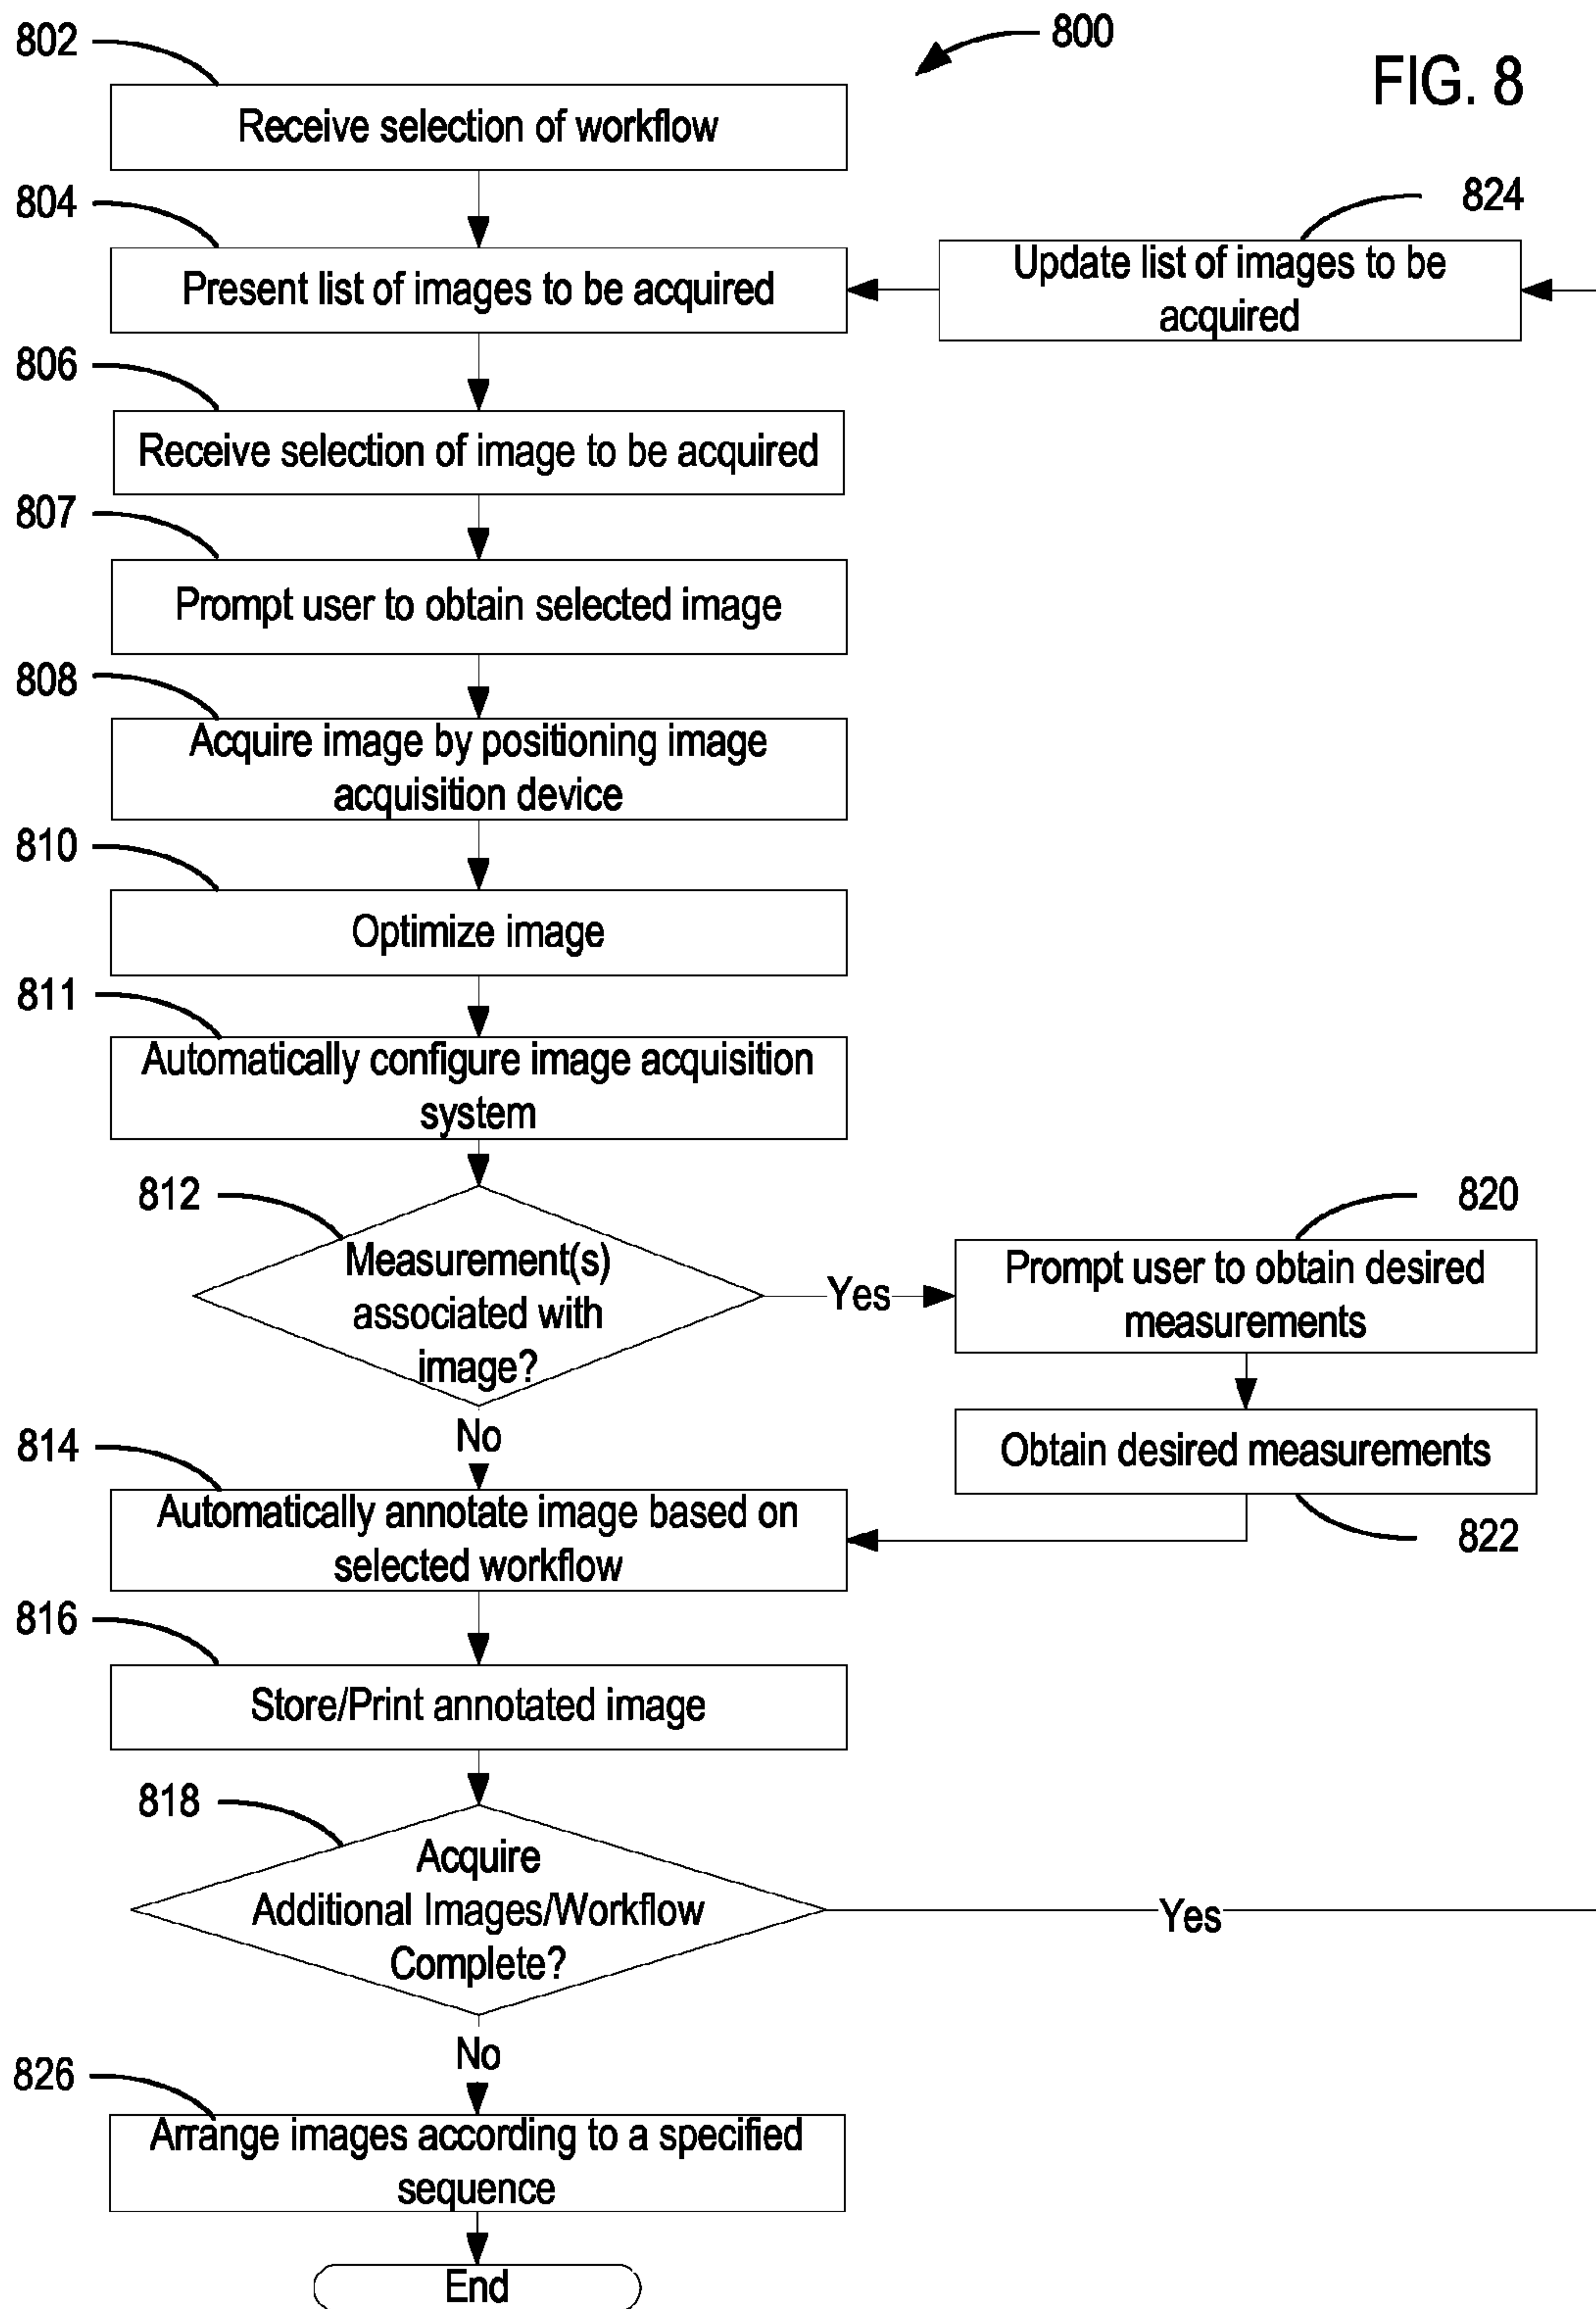 802
800
FIG. 8
Receive selection of workflow
804
824
Present list of images to be acquired
Update list of images to be
acquired
806
Receive selection of image to be acquired
807
Prompt user to obtain selected image
808
Acquire image by positioning image
acquisition device
810
Optimize image
811
Automatically configure image acquisition
system
812
820
Measurement(s)
associated with
image?
Yes
Prompt user to obtain desired
measurements
No
814
Obtain desired measurements
822
Automatically annotate image based on
selected workflow
816
Store/Print annotated image
818
Acquire
Additional Images/Workflow
Complete?
Yes
No
826
Arrange images according to a specified
sequence
End